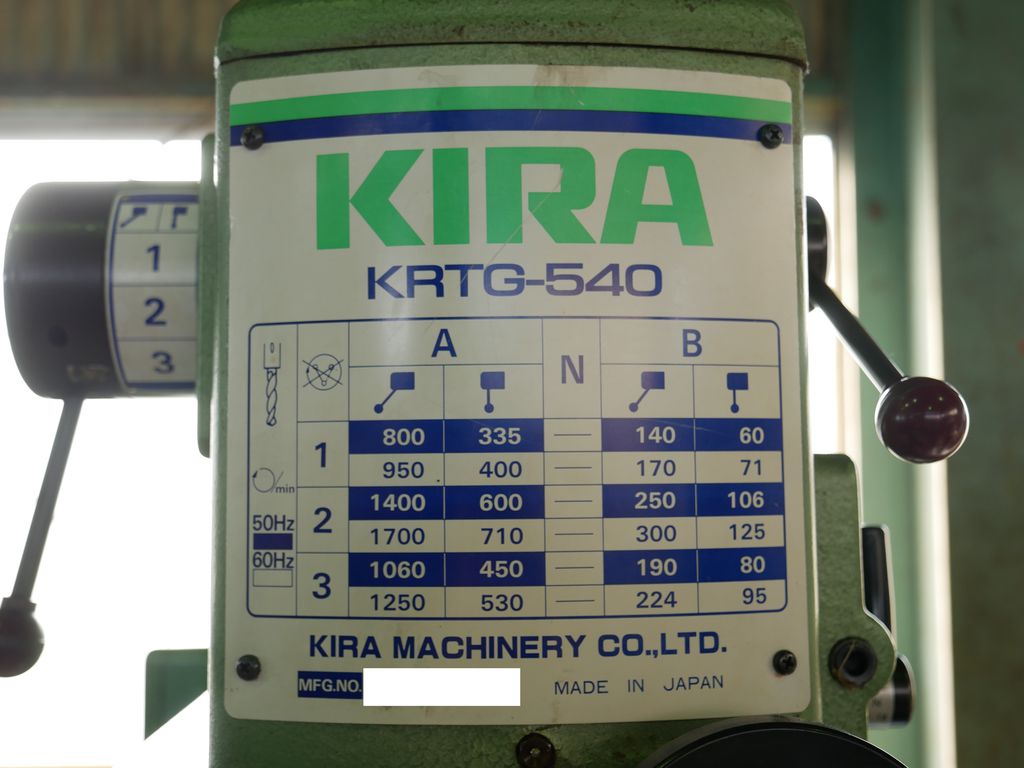 KIRA
KRTG-540
1
2
3
A N B
1 800 335 — 140 60
950 400 — 170 71
2 1400 600 — 250 106
1700 710 — 300 125
3 1060 450 — 190 80
1250 530 — 224 95
/min
50Hz
60Hz
KIRA MACHINERY CO.,LTD.
MFG.NO. MADE IN JAPAN